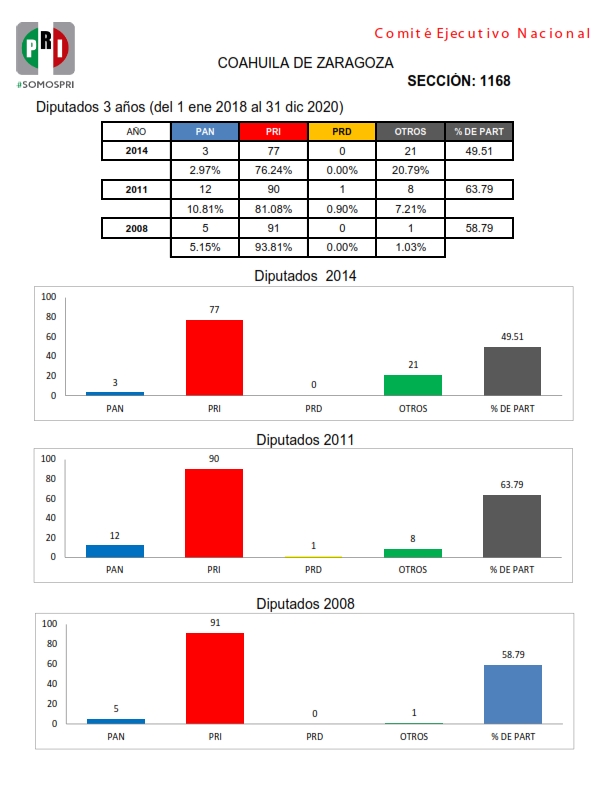 PRI
#SOMOSPRI
Comité Ejecutivo Nacional
COAHUILA DE ZARAGOZA
SECCIÓN: 1168
Diputados 3 años (del 1 ene 2018 al 31 dic 2020)
AÑO PAN PRI PRD OTROS % DE PART
2014 3 77 0 21 49.51
2.97% 76.24% 0.00% 20.79%
2011 12 90 1 8 63.79
10.81% 81.08% 0.90% 7.21%
2008 5 91 0 1 58.79
5.15% 93.81% 0.00% 1.03%
Diputados 2014
100
80
60
40
20
0
3 77 0 21 49.51
PAN PRI PRD OTROS % DE PART
Diputados 2011
100
80
60
40
20
0
12 90 1 8 63.79
PAN PRI PRD OTROS % DE PART
Diputados 2008
100
80
60
40
20
0
5 91 0 1 58.79
PAN PRI PRD OTROS % DE PART